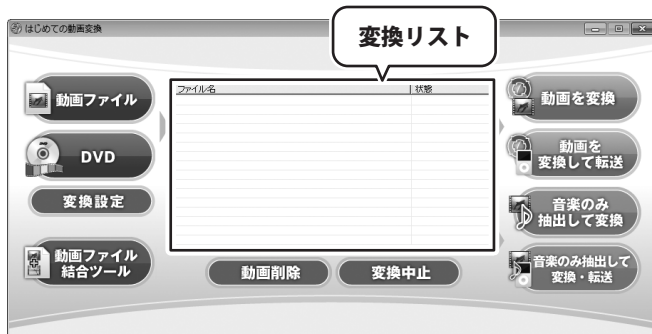 はじめての動画変換
変換リスト
動画ファイル
DVD
変換設定
動画ファイル
結合ツール
ファイル名
状態
動画削除
変換中止
動画を変換
動画を
変換して転送
音楽のみ
抽出して変換
音楽のみ抽出して
変換・転送